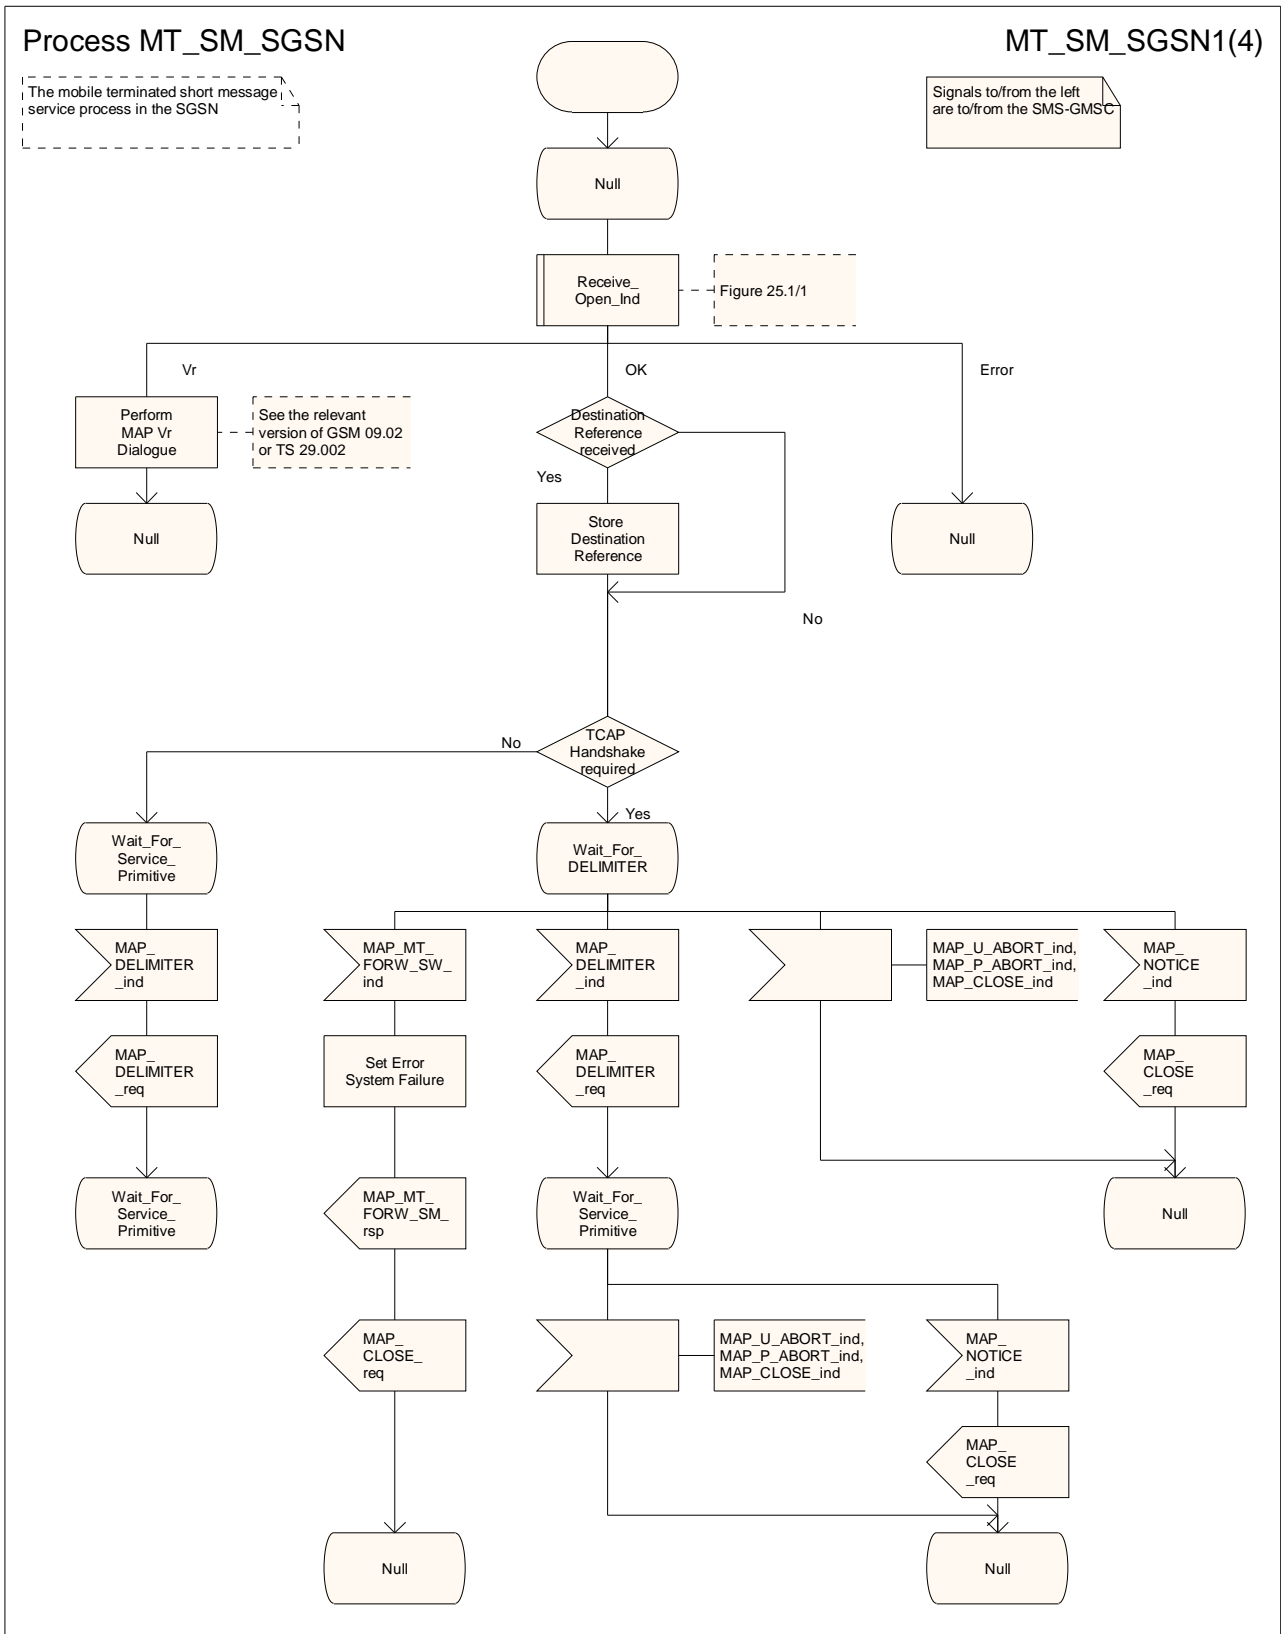 Process MT_SM_SGSN
MT_SM_SGSN1(4)
The mobile terminated short message
service process in the SGSN
Signals to/from the left
are to/from the SMS-GMSC
Null
Receive_
Open_Ind
Figure 25.1/1
Vr
OK
Error
Perform
MAP Vr
Dialogue
See the relevant
version of GSM 09.02
or TS 29.002
Destination
Reference
received
Yes
Null
Store
Destination
Reference
Null
No
TCAP
Handshake
required
No
Yes
Wait_For_
Service_
Primitive
Wait_For_
DELIMITER
MAP_
DELIMITER
_ind
MAP_MT_
FORW_SW_
ind
MAP_
DELIMITER
_ind
MAP_U_ABORT_ind,
MAP_P_ABORT_ind,
MAP_CLOSE_ind
MAP_
NOTICE
_ind
MAP_
DELIMITER
_req
Set Error
System Failure
MAP_
DELIMITER
_req
MAP_
CLOSE
_req
Wait_For_
Service_
Primitive
MAP_MT_
FORW_SM_
rsp
Wait_For_
Service_
Primitive
Null
MAP_
CLOSE_
req
MAP_U_ABORT_ind,
MAP_P_ABORT_ind,
MAP_CLOSE_ind
MAP_
NOTICE
_ind
MAP_
CLOSE
_req
Null
Null